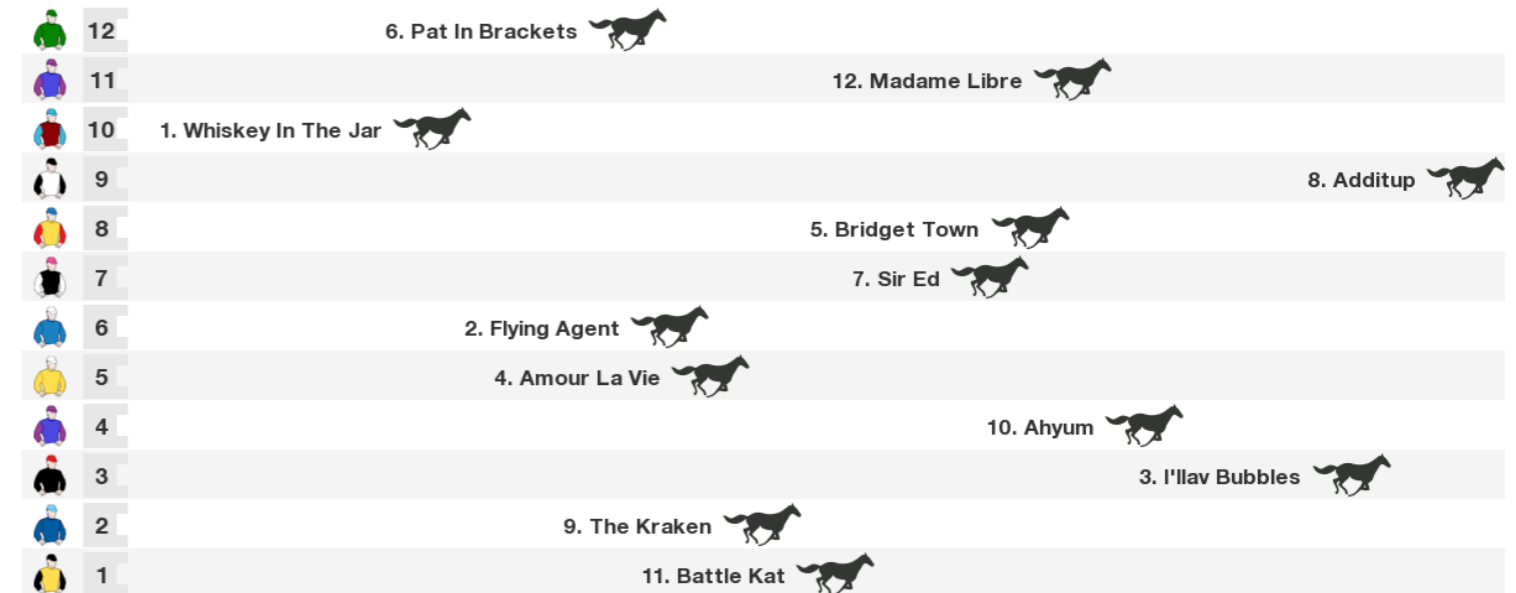 12 6. Pat In Brackets
11 12. Madame Libre
10 1. Whiskey In The Jar
9 8. Additup
8 5. Bridget Town
7 7. Sir Ed
6 2. Flying Agent
5 4. Amour La Vie
4 10. Ahyum
3 3. I'llav Bubbles
2 9. The Kraken
1 11. Battle Kat